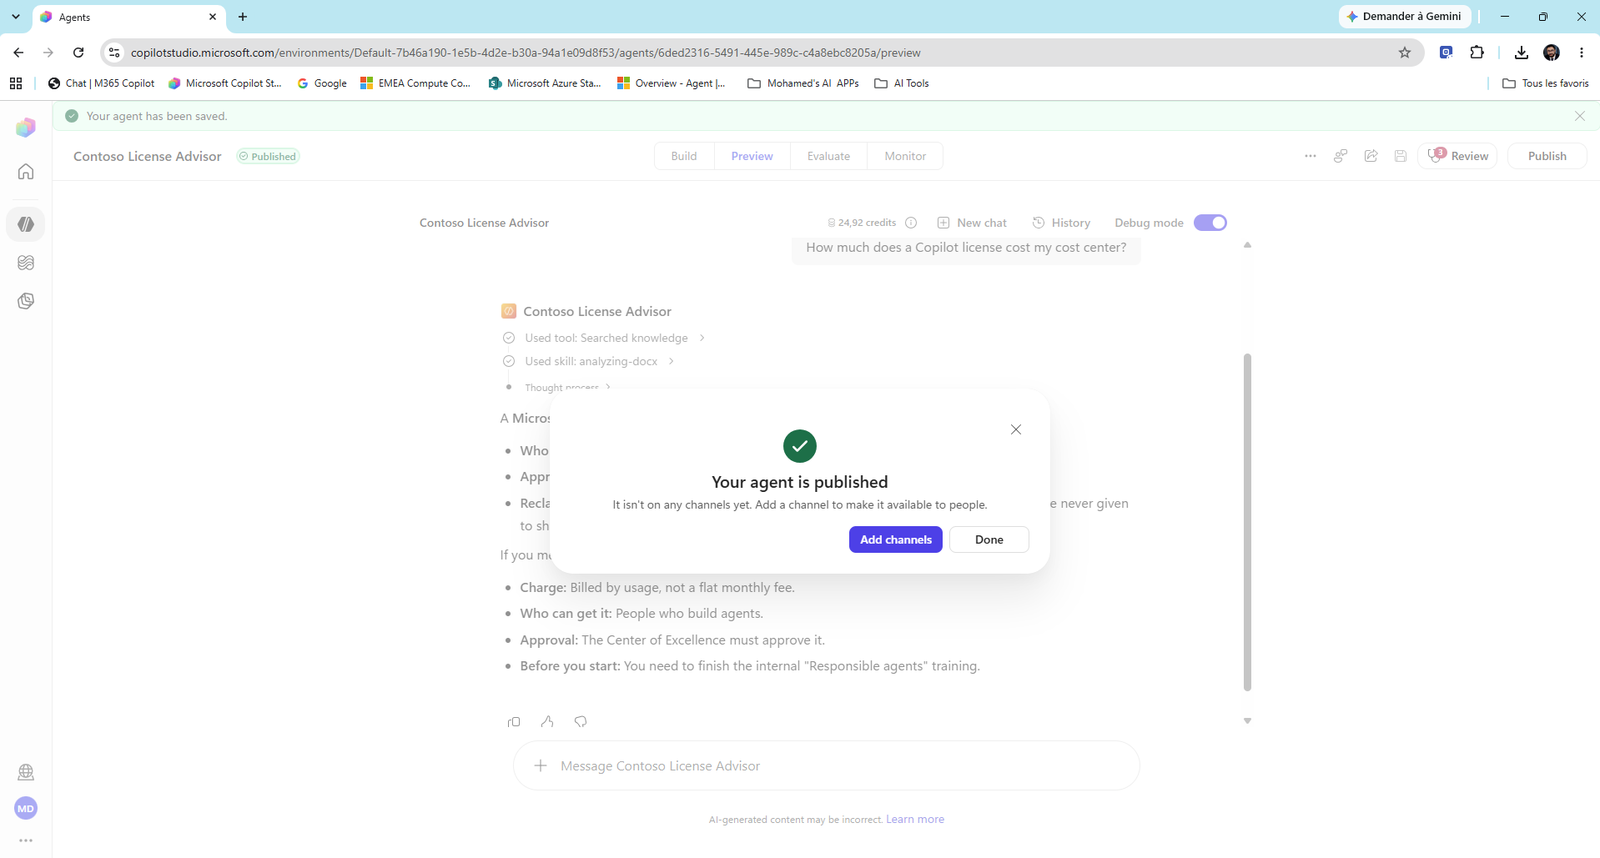 Agents
Demander à Gemini
copilotstudio.microsoft.com/environments/Default-7b46a190-1e5b-4d2e-b30a-94a1e09d8f53/agents/6ded2316-5491-445e-989c-c4a8ebc8205a/preview
Chat | M365 Copilot
Microsoft Copilot St...
Google
EMEA Compute Co...
Microsoft Azure Sta...
Overview - Agent |...
Mohamed's AI APPs
AI Tools
Tous les favoris
Your agent has been saved.
Contoso License Advisor
Published
Build
Preview
Evaluate
Monitor
3
Review
Publish
Contoso License Advisor
24,92 credits
New chat
History
Debug mode
How much does a Copilot license cost my cost center?
Contoso License Advisor
Used tool: Searched knowledge
Used skill: analyzing-docx
Thought process
A Micros
Who
Appr
Recla
e never given
to sh
If you me
Your agent is published
It isn't on any channels yet. Add a channel to make it available to people.
Add channels
Done
Charge: Billed by usage, not a flat monthly fee.
Who can get it: People who build agents.
Approval: The Center of Excellence must approve it.
Before you start: You need to finish the internal "Responsible agents" training.
Message Contoso License Advisor
MD
AI-generated content may be incorrect. Learn more